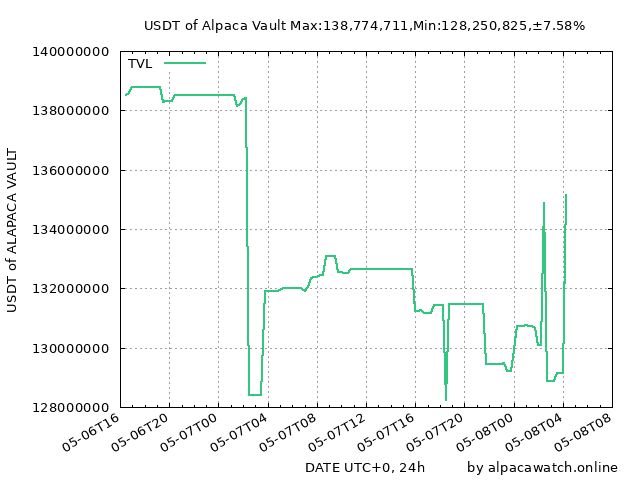 USDT of Alpaca Vault Max:138,774,711,Min:128,250,825,±7.58%
TVL
140000000
138000000
136000000
134000000
132000000
130000000
128000000
USDT of ALAPACA VAULT
05-06T16
05-06T20
05-07T00
05-07T04
05-07T08
05-07T12
05-07T16
05-07T20
05-08T00
05-08T04
05-08T08
DATE UTC+0, 24h
by alpacawatch.online